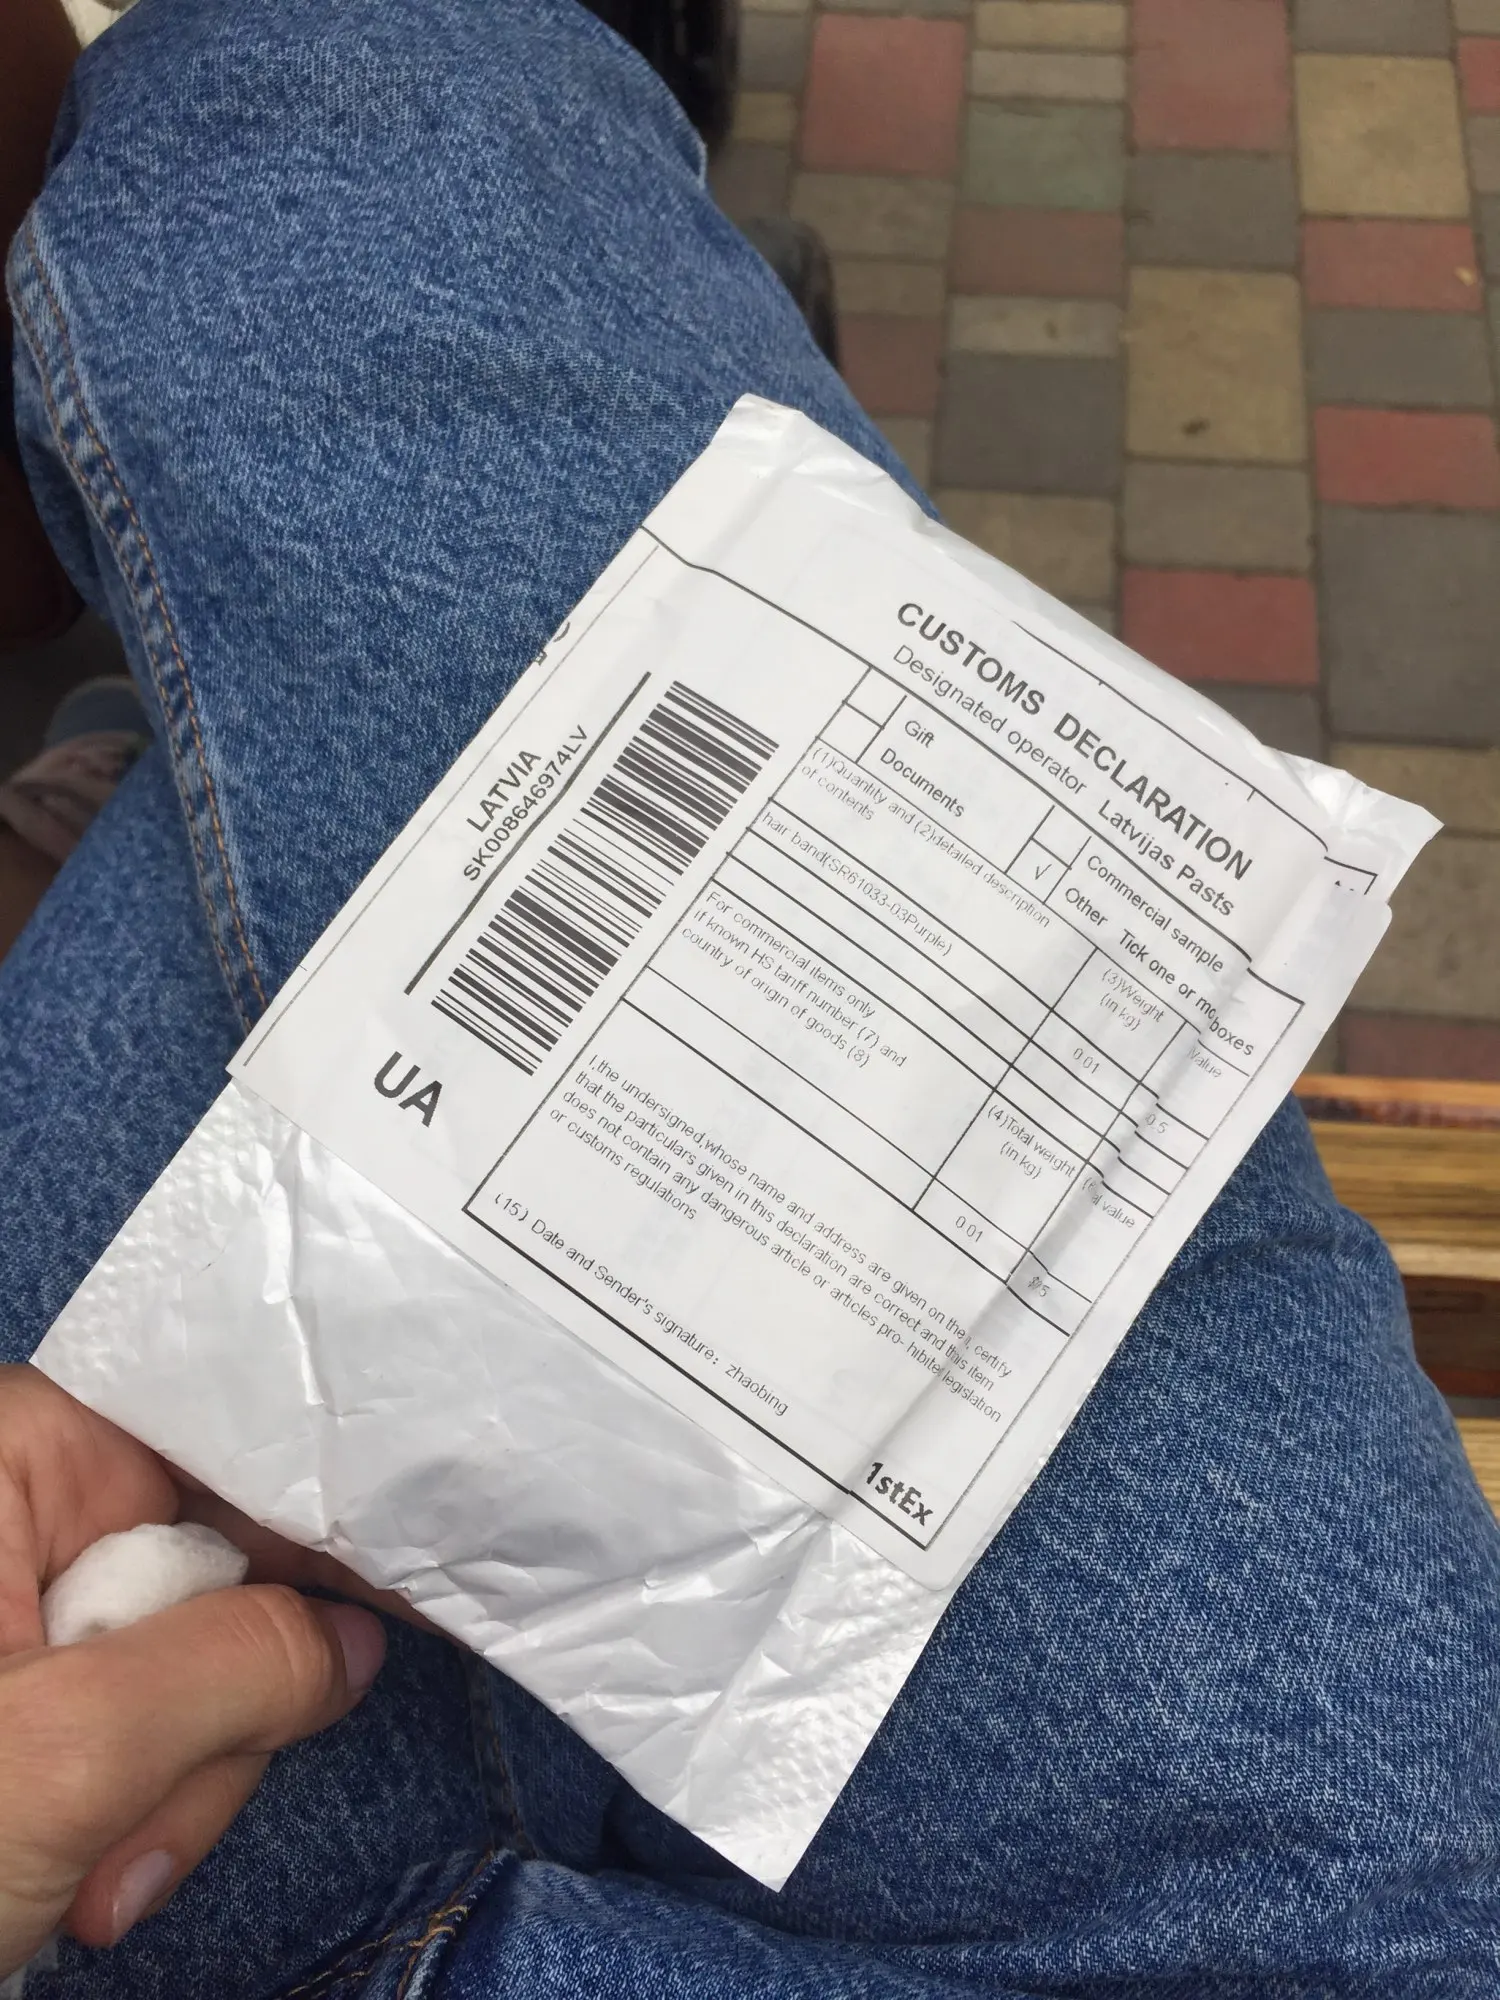 CUSTOMS DECLARATION
Designated operator Latvijas Pasts
Gift
Commercial sample
Documents
√ Other Tick one or boxes
(1)Quantity and (2)detailed description
of contents
(3)Weight
(in kg)
Value
hair band(SR61033-03Purple)
0.01
0.5
For commercial items only
if known HS tariff number (7) and
country of origin of goods (8)
(4)Total weight
(in kg)
value
0.01
I,the undersigned,whose name and address are given on the certify
that the particulars given in this declaration are correct and this item
does not contain any dangerous article or articles pro- legislation
or customs regulations
(15) Date and Sender's signature: zhaobing
1stEx
LATVIA
SK008646974LV
UA